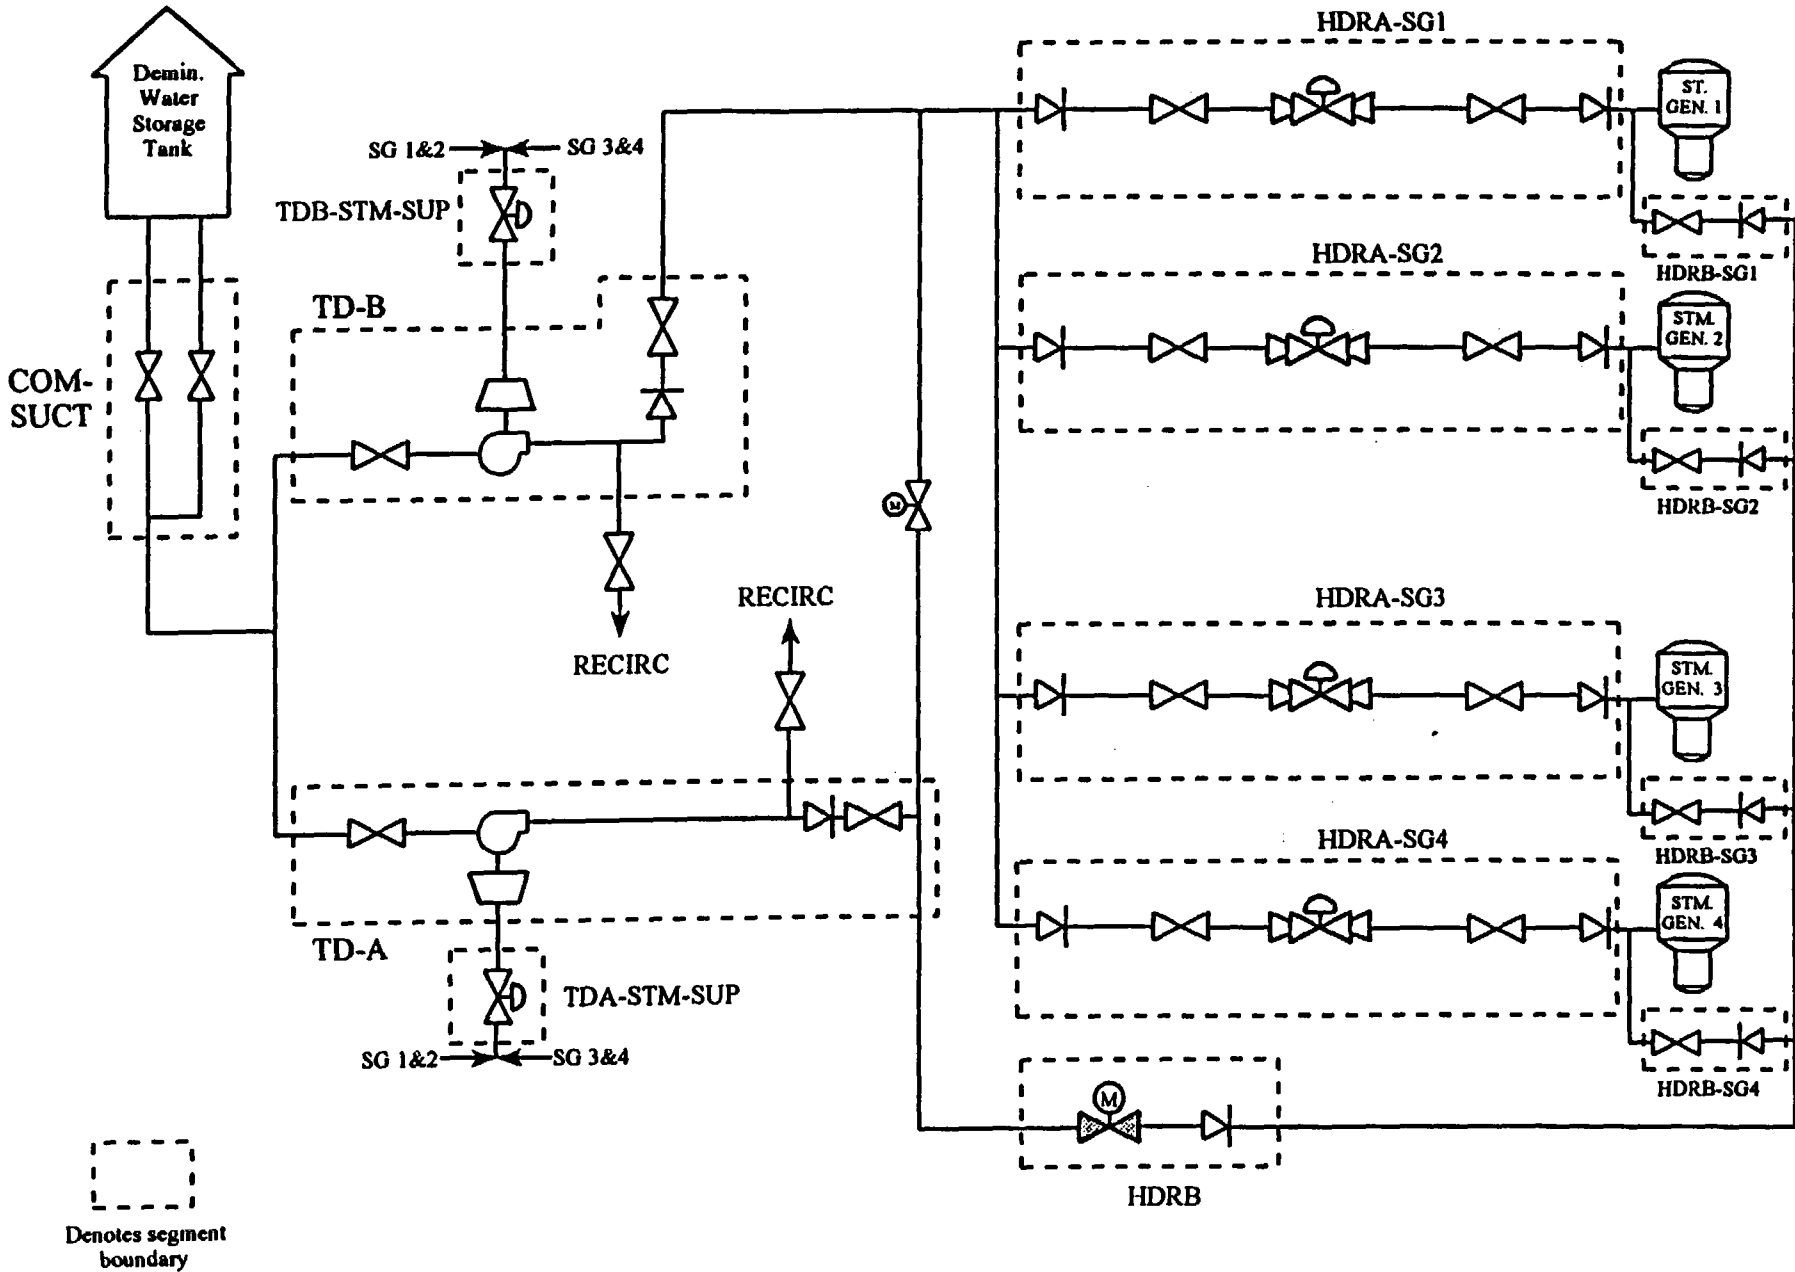 HDRA-SG1
Demin.
Water
Storage
Tank
ST.
GEN. 1
SG 1&2
SG 3&4
TDB-STM-SUP
HDRB-SG1
HDRA-SG2
TD-B
STM.
GEN. 2
COM-
SUCT
HDRB-SG2
M
RECIRC
HDRA-SG3
RECIRC
STM.
GEN. 3
HDRA-SG4
HDRB-SG3
STM.
GEN. 4
TD-A
TDA-STM-SUP
SG 1&2
SG 3&4
HDRB-SG4
M
HDRB
Denotes segment
boundary